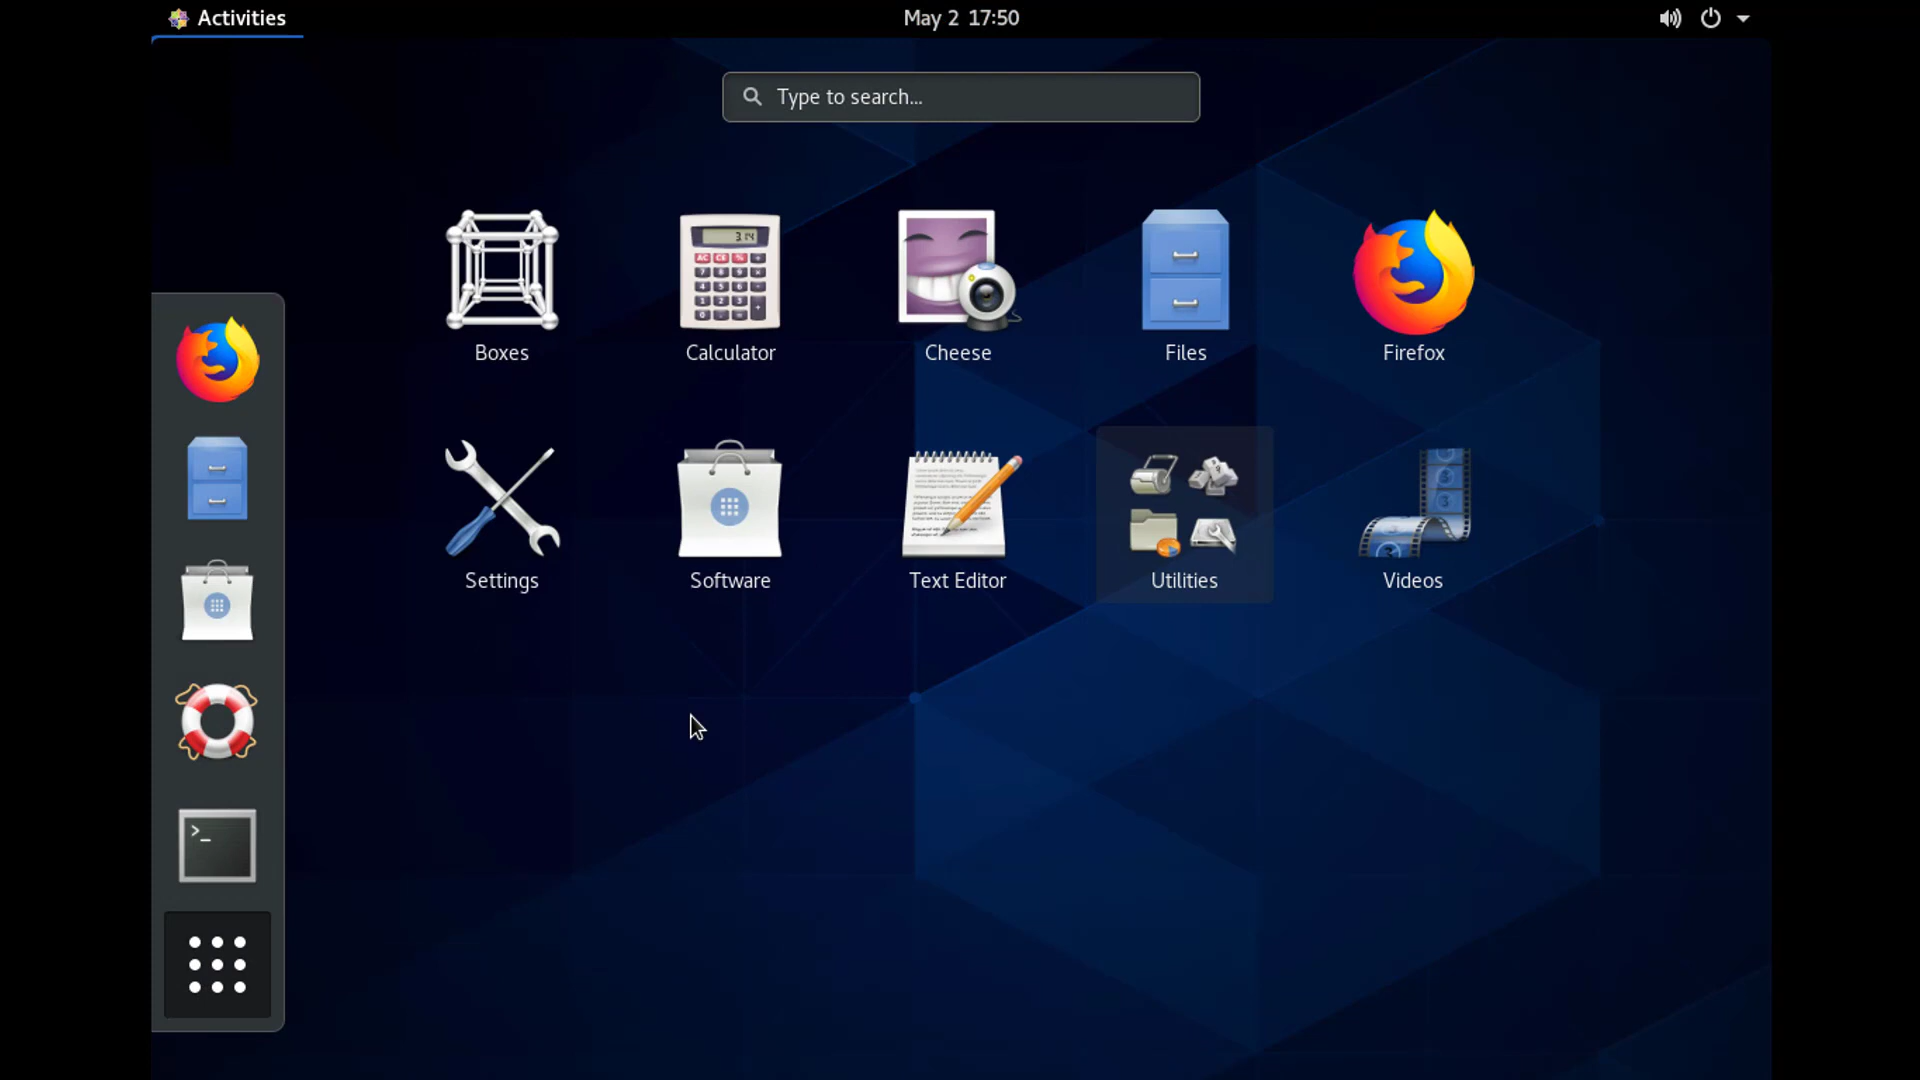 Activities
May 2 17:50
Type to search...
Boxes
Calculator
Cheese
Files
Firefox
Settings
Software
Text Editor
Utilities
Videos